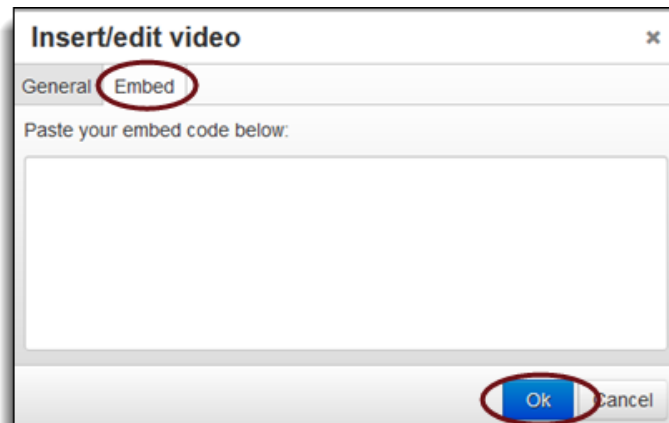 Insert/edit video ×
General Embed
Paste your embed code below:
Ok Cancel